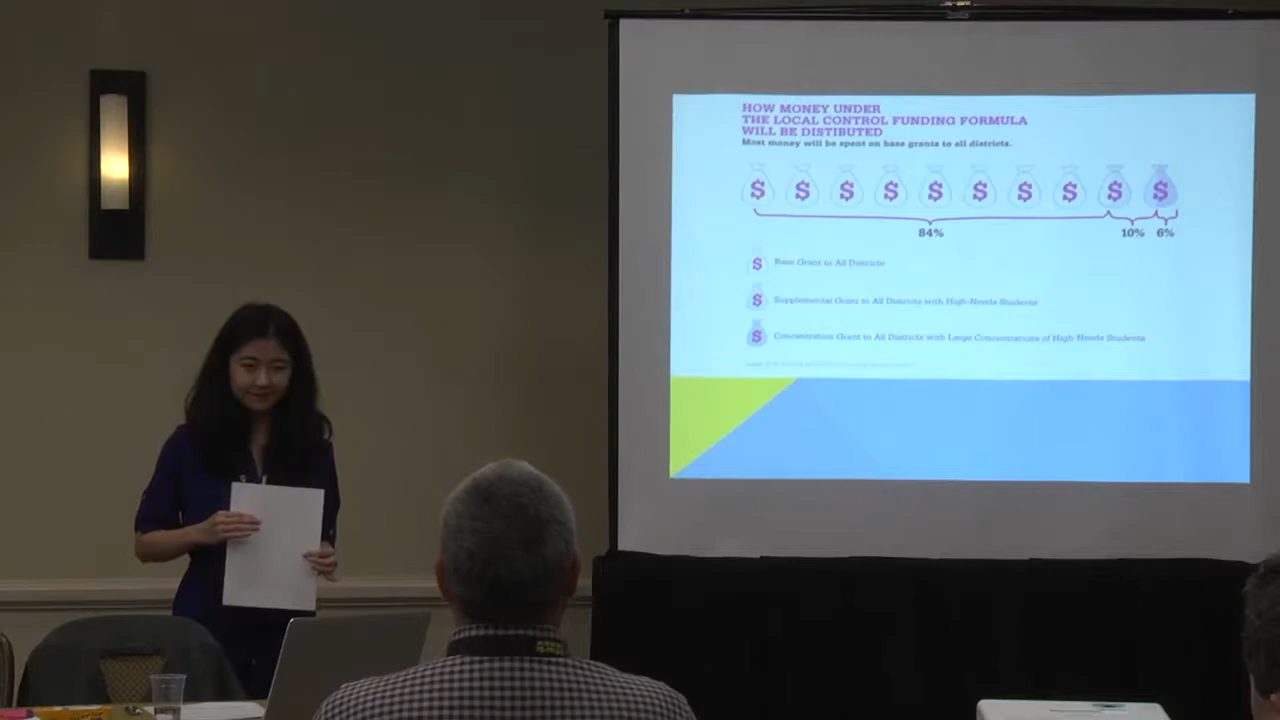 HOW MONEY UNDER
THE LOCAL CONTROL FUNDING FORMULA
WILL BE DISTIBUTED
Most money will be spent on base grants to all districts.
$ $ $ $ $ $ $ $ $ $
84% 10% 6%
$ Base Grant to All Districts
$ Supplemental Grant to All Districts with High-Needs Students
$ Concentration Grant to All Districts with Large Concentrations of High-Needs Students